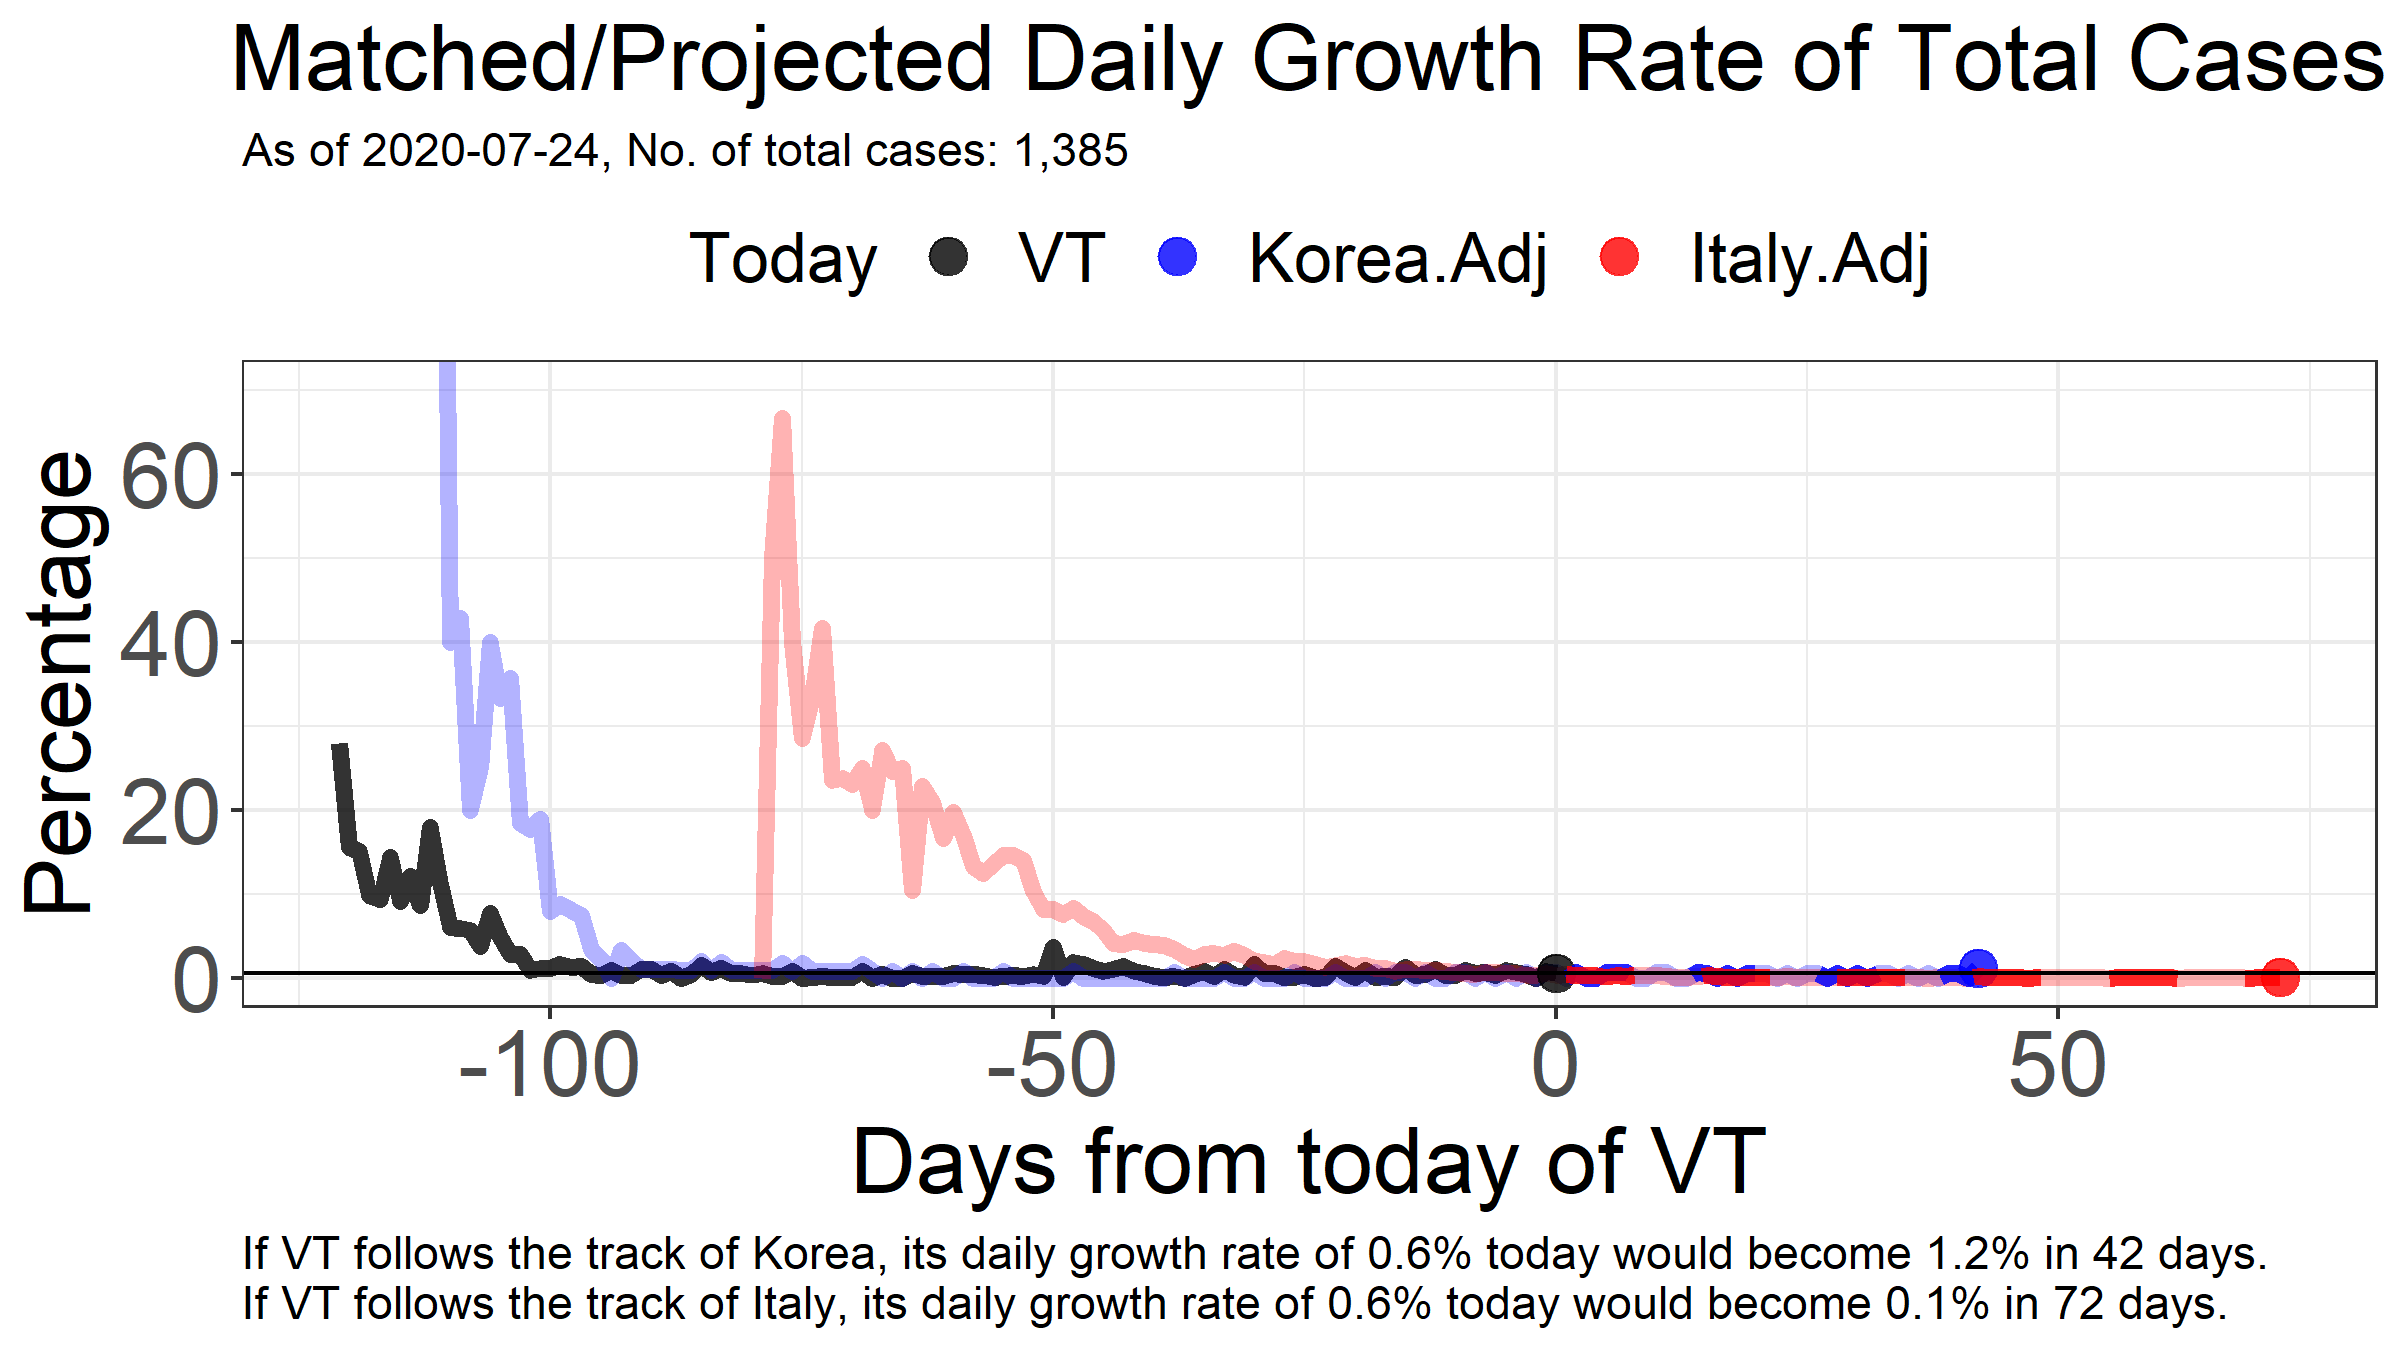 Matched/Projected Daily Growth Rate of Total Cases
As of 2020-07-24, No. of total cases: 1,385
Today VT Korea.Adj Italy.Adj
Percentage
60
40
20
0
-100 -50 0 50
Days from today of VT
If VT follows the track of Korea, its daily growth rate of 0.6% today would become 1.2% in 42 days.
If VT follows the track of Italy, its daily growth rate of 0.6% today would become 0.1% in 72 days.